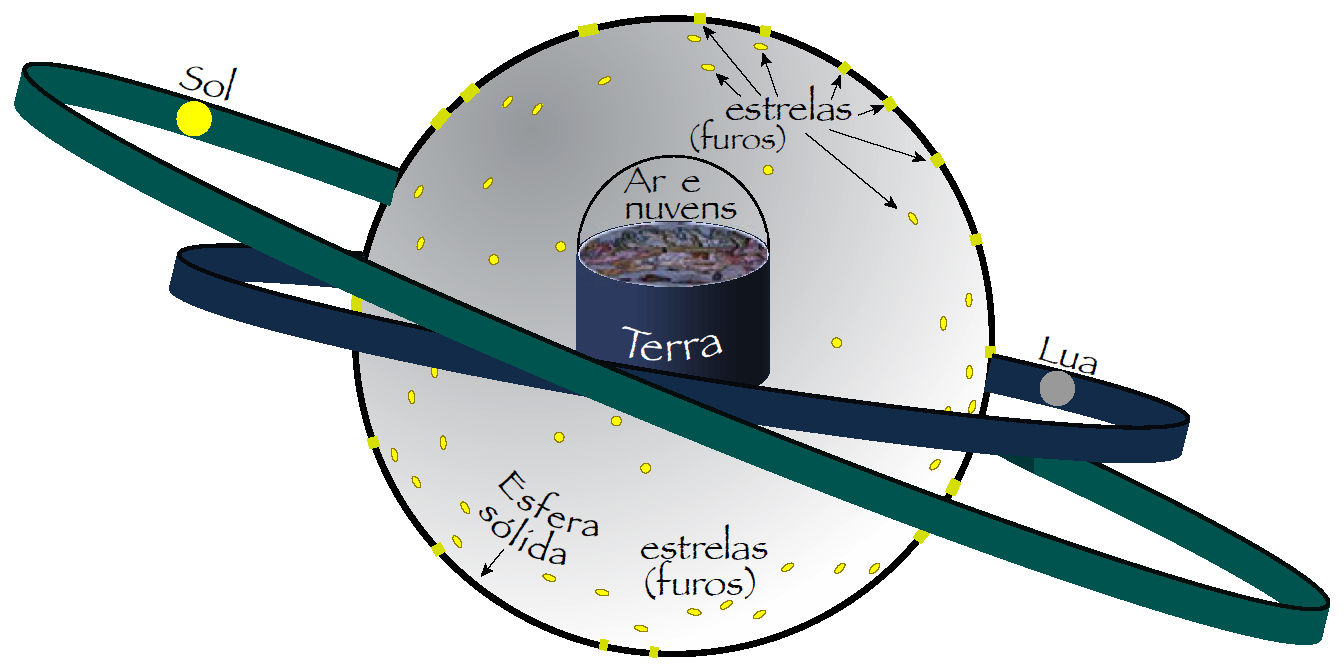 Sol
estrelas
(furos)
Ar e
nuvens
Terra
Lua
Esfera
sólida
estrelas
(furos)